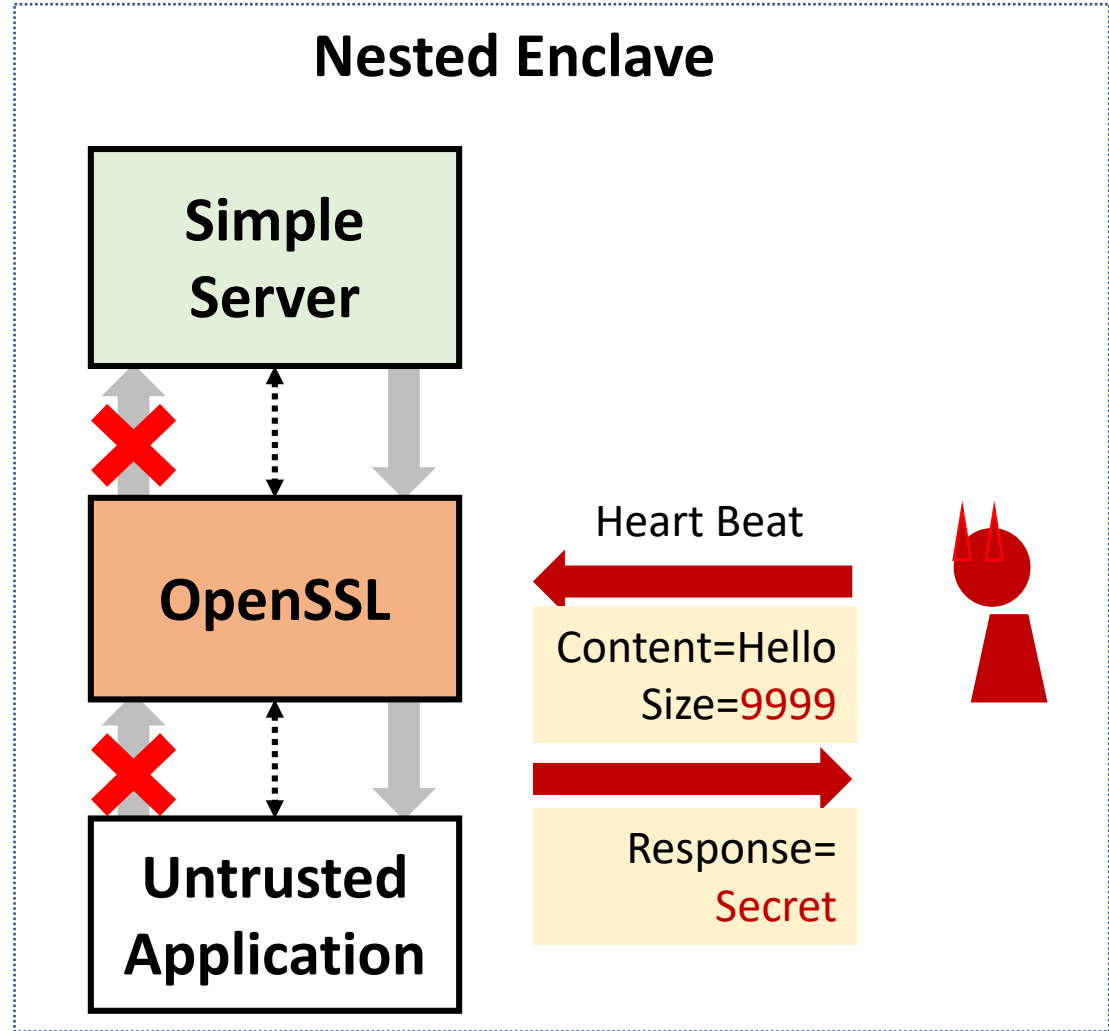 Nested Enclave
Simple
Server
OpenSSL
Untrusted
Application
Heart Beat
Content=Hello
Size=9999
Response=
Secret